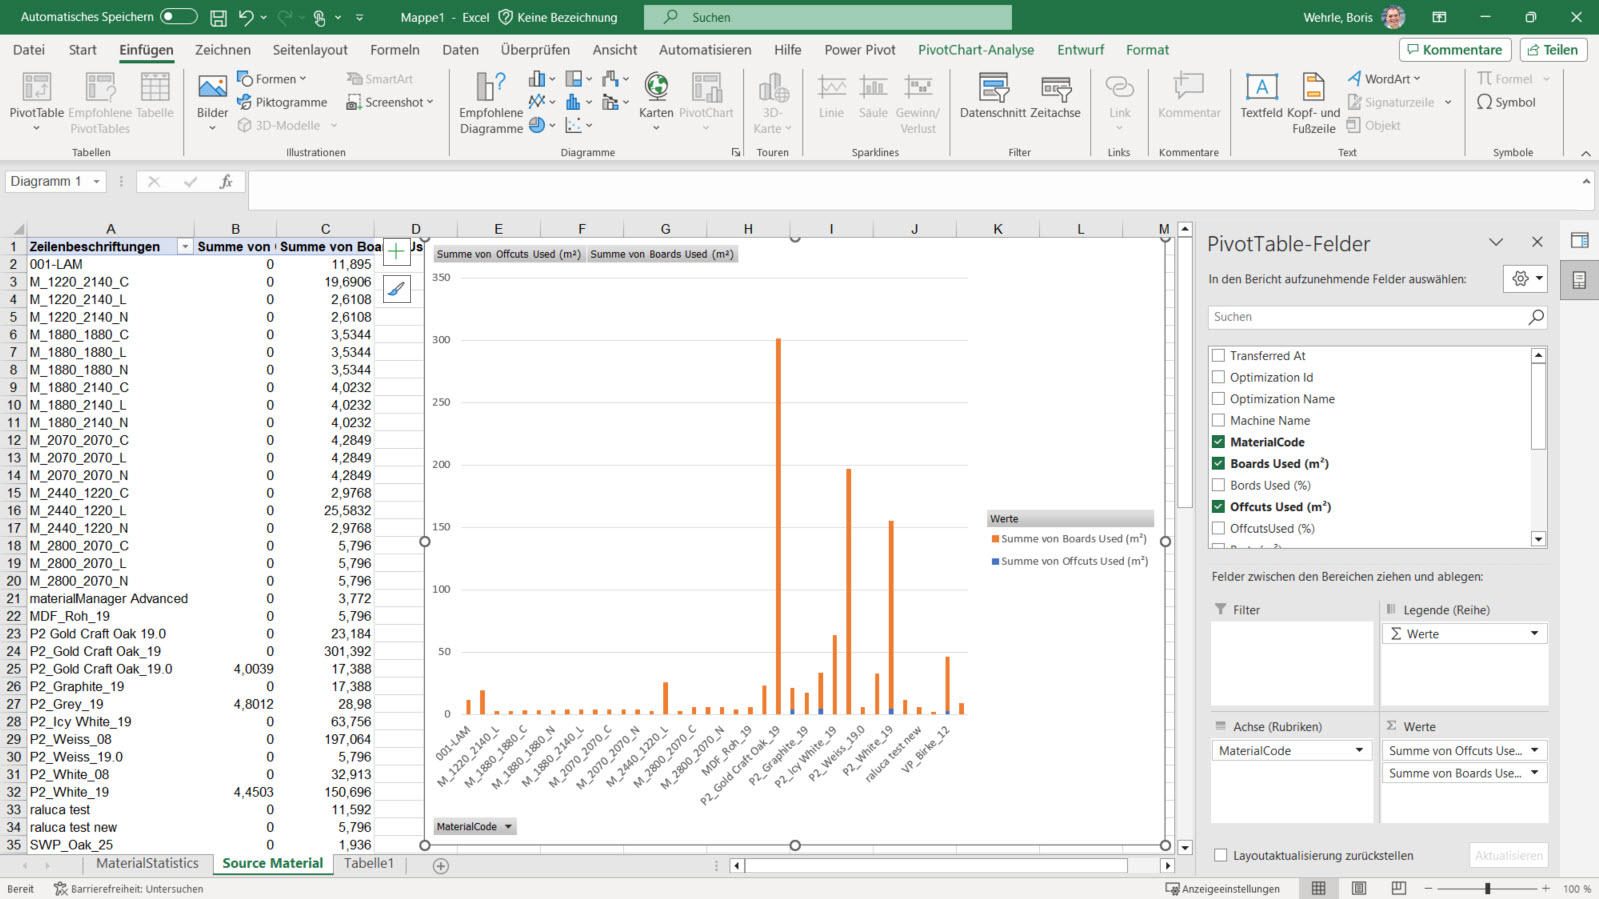 Automatisches Speichern
Mappe1 - Excel
Keine Bezeichnung
Suchen
Wehrle, Boris
Datei
Start
Einfügen
Zeichnen
Seitenlayout
Formeln
Daten
Überprüfen
Ansicht
Automatisieren
Hilfe
Power Pivot
PivotChart-Analyse
Entwurf
Format
Kommentare
Teilen
PivotTable
Empfohlene PivotTables
Tabelle
Tabellen
Bilder
Formen
Piktogramme
3D-Modelle
SmartArt
Screenshot
Illustrationen
Empfohlene Diagramme
Karten
PivotChart
Diagramme
3D-Karte
Touren
Linie
Säule
Gewinn/Verlust
Sparklines
Datenschnitt
Zeitachse
Filter
Link
Links
Kommentar
Kommentare
Textfeld
Kopf- und Fußzeile
WordArt
Signaturzeile
Objekt
Text
Formel
Symbol
Symbole
Diagramm 1
fx
A B C D E F G H I J K L M
1 Zeilenbeschriftungen Summe von Summe von Boa Us
2 001-LAM 0 11,895
3 M_1220_2140_C 0 19,6906
4 M_1220_2140_L 0 2,6108
5 M_1220_2140_N 0 2,6108
6 M_1880_1880_C 0 3,5344
7 M_1880_1880_L 0 3,5344
8 M_1880_1880_N 0 3,5344
9 M_1880_2140_C 0 4,0232
10 M_1880_2140_L 0 4,0232
11 M_1880_2140_N 0 4,0232
12 M_2070_2070_C 0 4,2849
13 M_2070_2070_L 0 4,2849
14 M_2070_2070_N 0 4,2849
15 M_2440_1220_C 0 2,9768
16 M_2440_1220_L 0 25,5832
17 M_2440_1220_N 0 2,9768
18 M_2800_2070_C 0 5,796
19 M_2800_2070_L 0 5,796
20 M_2800_2070_N 0 5,796
21 materialManager Advanced 0 3,772
22 MDF_Roh_19 0 5,796
23 P2 Gold Craft Oak 19.0 0 23,184
24 P2_Gold Craft Oak_19 0 301,392
25 P2_Gold Craft Oak_19.0 4,0039 17,388
26 P2_Graphite_19 0 17,388
27 P2_Grey_19 4,8012 28,98
28 P2_Icy White_19 0 63,756
29 P2_Weiss_08 0 197,064
30 P2_Weiss_19.0 0 5,796
31 P2_White_08 0 32,913
32 P2_White_19 4,4503 150,696
33 raluca test 0 11,592
34 raluca test new 0 5,796
35 SWP_Oak_25 0 1,936
Summe von Offcuts Used (m²)
Summe von Boards Used (m²)
350
300
250
200
150
100
50
0
001-LAM
M_1220_2140_L
M_1880_1880_C
M_1880_1880_N
M_1880_2140_L
M_2070_2070_C
M_2070_2070_N
M_2440_1220_L
M_2800_2070_C
M_2800_2070_N
MDF_Roh_19
P2_Gold Craft Oak_19
P2_Graphite_19
P2_Icy White_19
P2_Weiss_19.0
P2_White_19
raluca test new
VP_Birke_12
Werte
Summe von Boards Used (m²)
Summe von Offcuts Used (m²)
MaterialCode
PivotTable-Felder
In den Bericht aufzunehmende Felder auswählen:
Suchen
Transferred At
Optimization Id
Optimization Name
Machine Name
MaterialCode
Boards Used (m²)
Bords Used (%)
Offcuts Used (m²)
OffcutsUsed (%)
Felder zwischen den Bereichen ziehen und ablegen:
Filter
Legende (Reihe)
Σ Werte
Achse (Rubriken)
MaterialCode
Σ Werte
Summe von Offcuts Use...
Summe von Boards Use...
Layoutaktualisierung zurückstellen
Aktualisieren
MaterialStatistics
Source Material
Tabelle1
Bereit
Barrierefreiheit: Untersuchen
Anzeigeeinstellungen
100 %